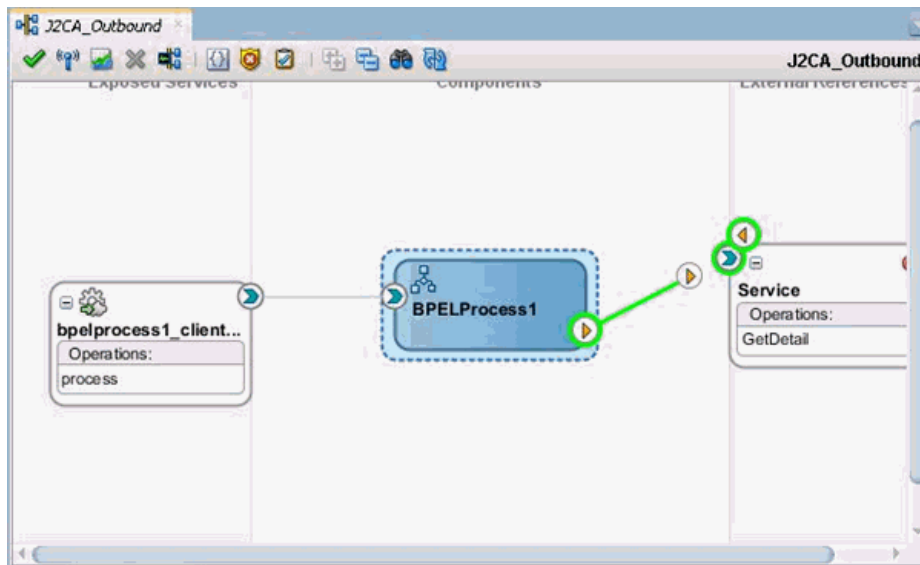 J2CA_Outbound
J2CA_Outbound
Exposed Services
Components
External References
bpelprocess1_client...
Operations:
process
BPELProcess1
Service
Operations:
GetDetail